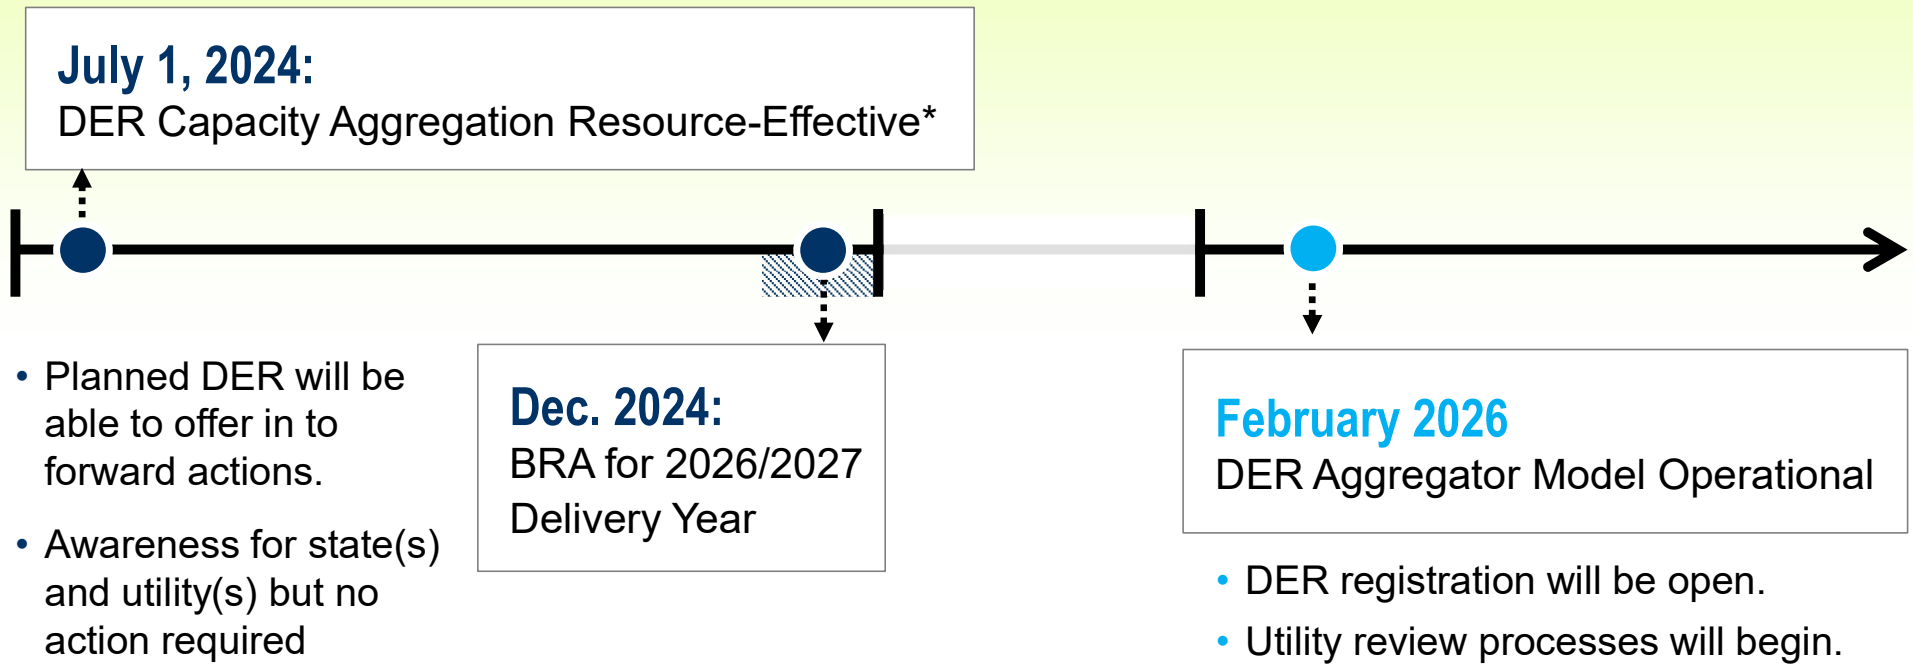 July 1, 2024:
DER Capacity Aggregation Resource-Effective*
• Planned DER will be
able to offer in to
forward actions.
• Awareness for state(s)
and utility(s) but no
action required
Dec. 2024:
BRA for 2026/2027
Delivery Year
February 2026
DER Aggregator Model Operational
• DER registration will be open.
• Utility review processes will begin.